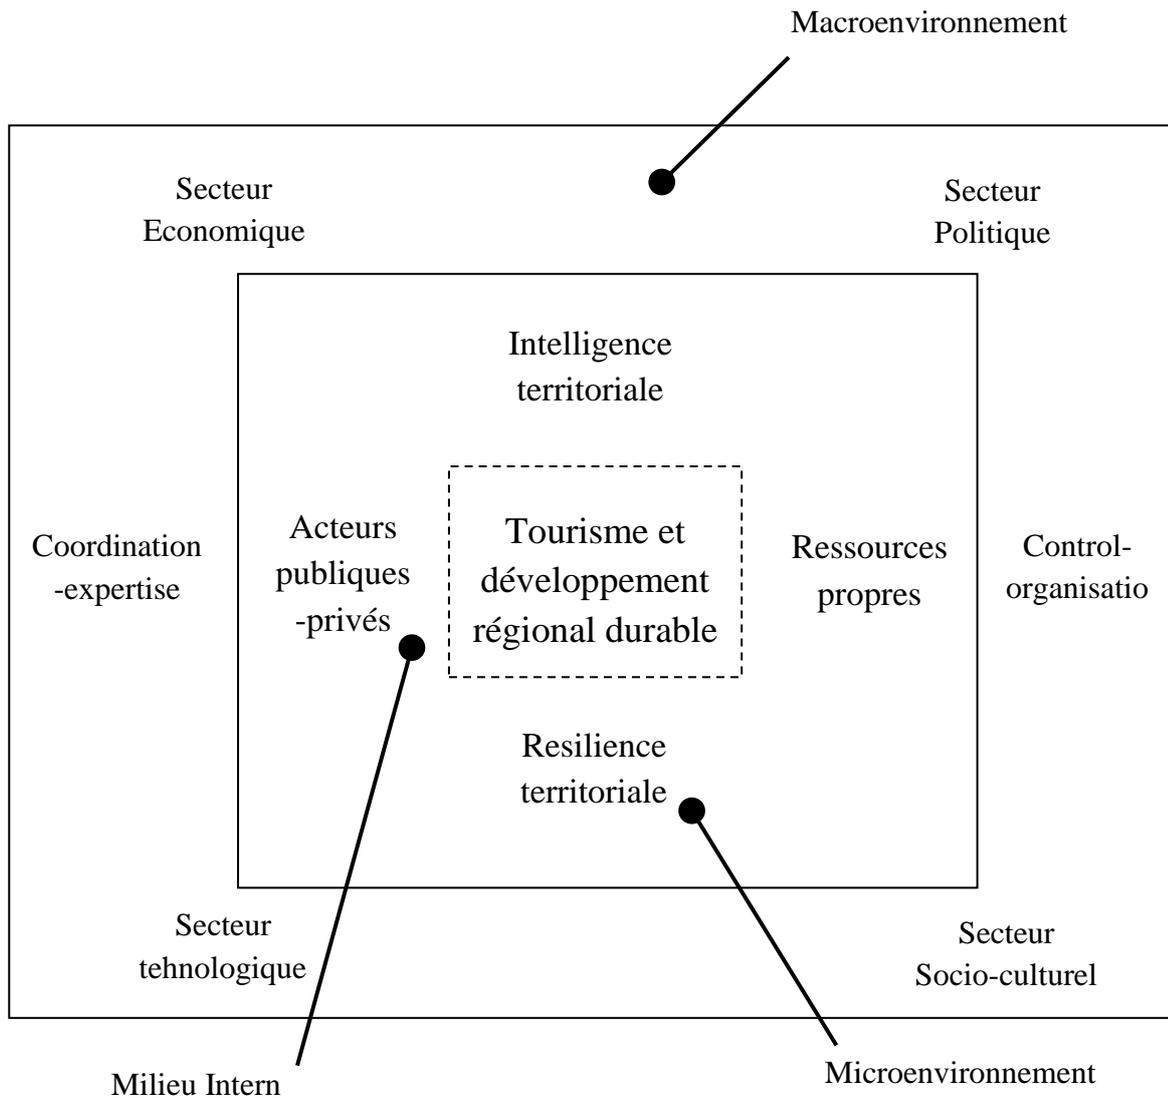 Macroenvironnement
Secteur
Economique
Secteur
Politique
Intelligence
territoriale
Coordination
-expertise
Acteurs
publiques
-privés
Tourisme et
développement
régional durable
Ressources
propres
Control-
organisatio
Resilience
territoriale
Secteur
tehnologique
Secteur
Socio-culturel
Milieu Intern
Microenvironnement